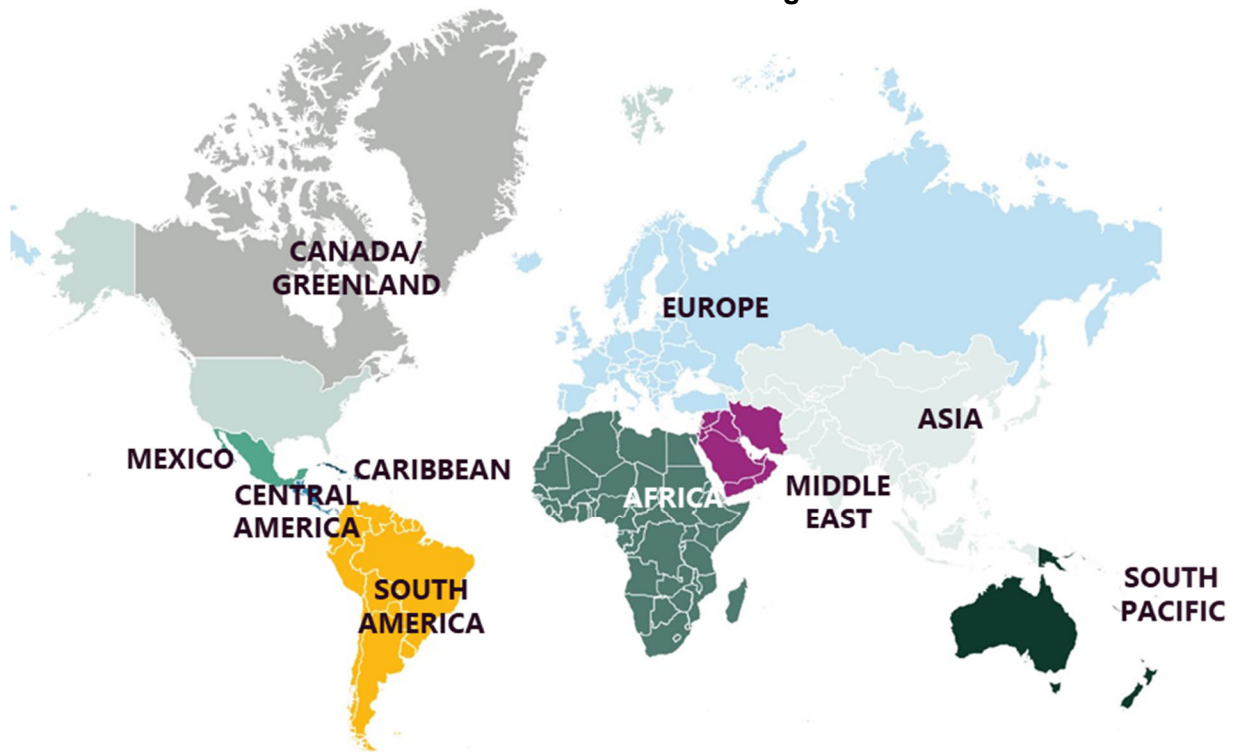 CANADA/
GREENLAND
EUROPE
ASIA
MEXICO
CARIBBEAN
CENTRAL
AMERICA
AFRICA
MIDDLE
EAST
SOUTH
AMERICA
SOUTH
PACIFIC